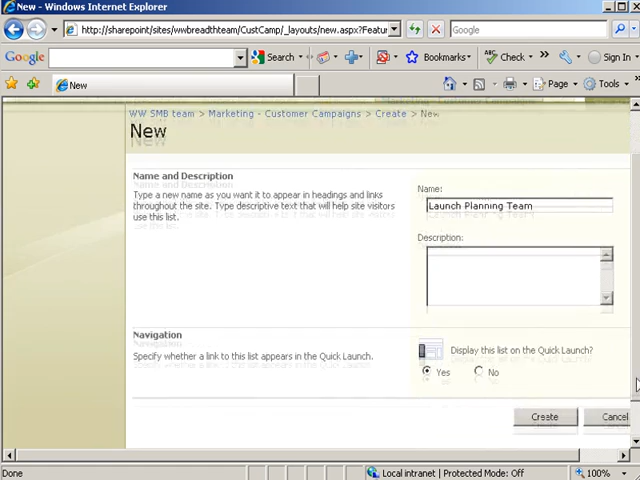 New - Windows Internet Explorer
http://sharepoint/sites/wwbreadthteam/CustCamp/_layouts/new.aspx?Featur
Google
Google
Search
Bookmarks
Check
Sign In
New
Page
Tools
WW SMB team > Marketing - Customer Campaigns > Create > New
New
Name and Description
Type a new name as you want it to appear in headings and links
throughout the site. Type descriptive text that will help site visitors
use this list.
Name:
Launch Planning Team
Description:
Navigation
Specify whether a link to this list appears in the Quick Launch.
Display this list on the Quick Launch?
Yes
No
Create
Cancel
Done
Local intranet | Protected Mode: Off
100%